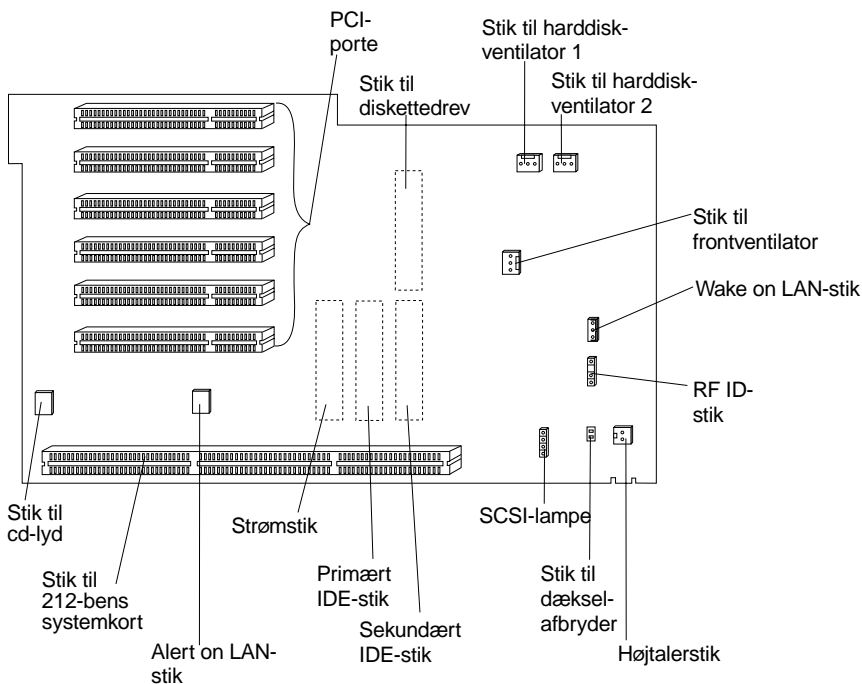 PCI-
porte
Stik til harddisk-
ventilator 1
Stik til harddisk-
ventilator 2
Stik til
diskettedrev
Stik til
frontventilator
Wake on LAN-stik
RF ID-
stik
SCSI-lampe
Stik til
cd-lyd
Strømstik
Stik til
212-bens
systemkort
Primært
IDE-stik
Stik til
dæksel-
afbryder
Sekundært
IDE-stik
Alert on LAN-
stik
Højtalerstik